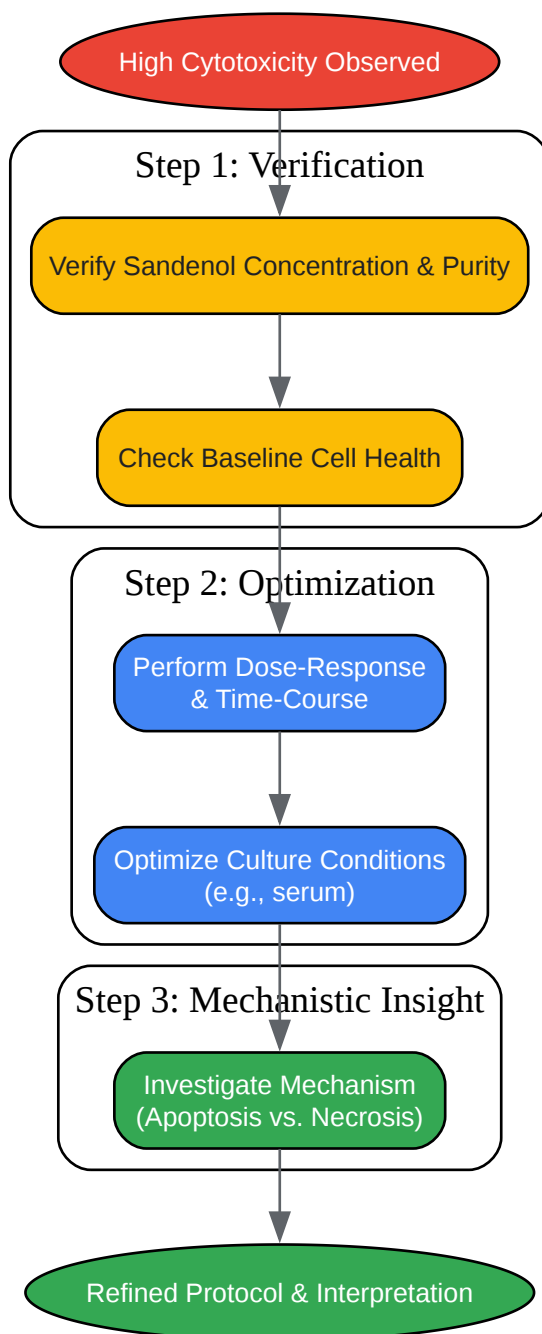 High Cytotoxicity Observed
Step 1: Verification
Verify Sandenol Concentration & Purity
Check Baseline Cell Health
Step 2: Optimization
Perform Dose-Response
& Time-Course
Optimize Culture Conditions
(e.g., serum)
Step 3: Mechanistic Insight
Investigate Mechanism
(Apoptosis vs. Necrosis)
Refined Protocol & Interpretation